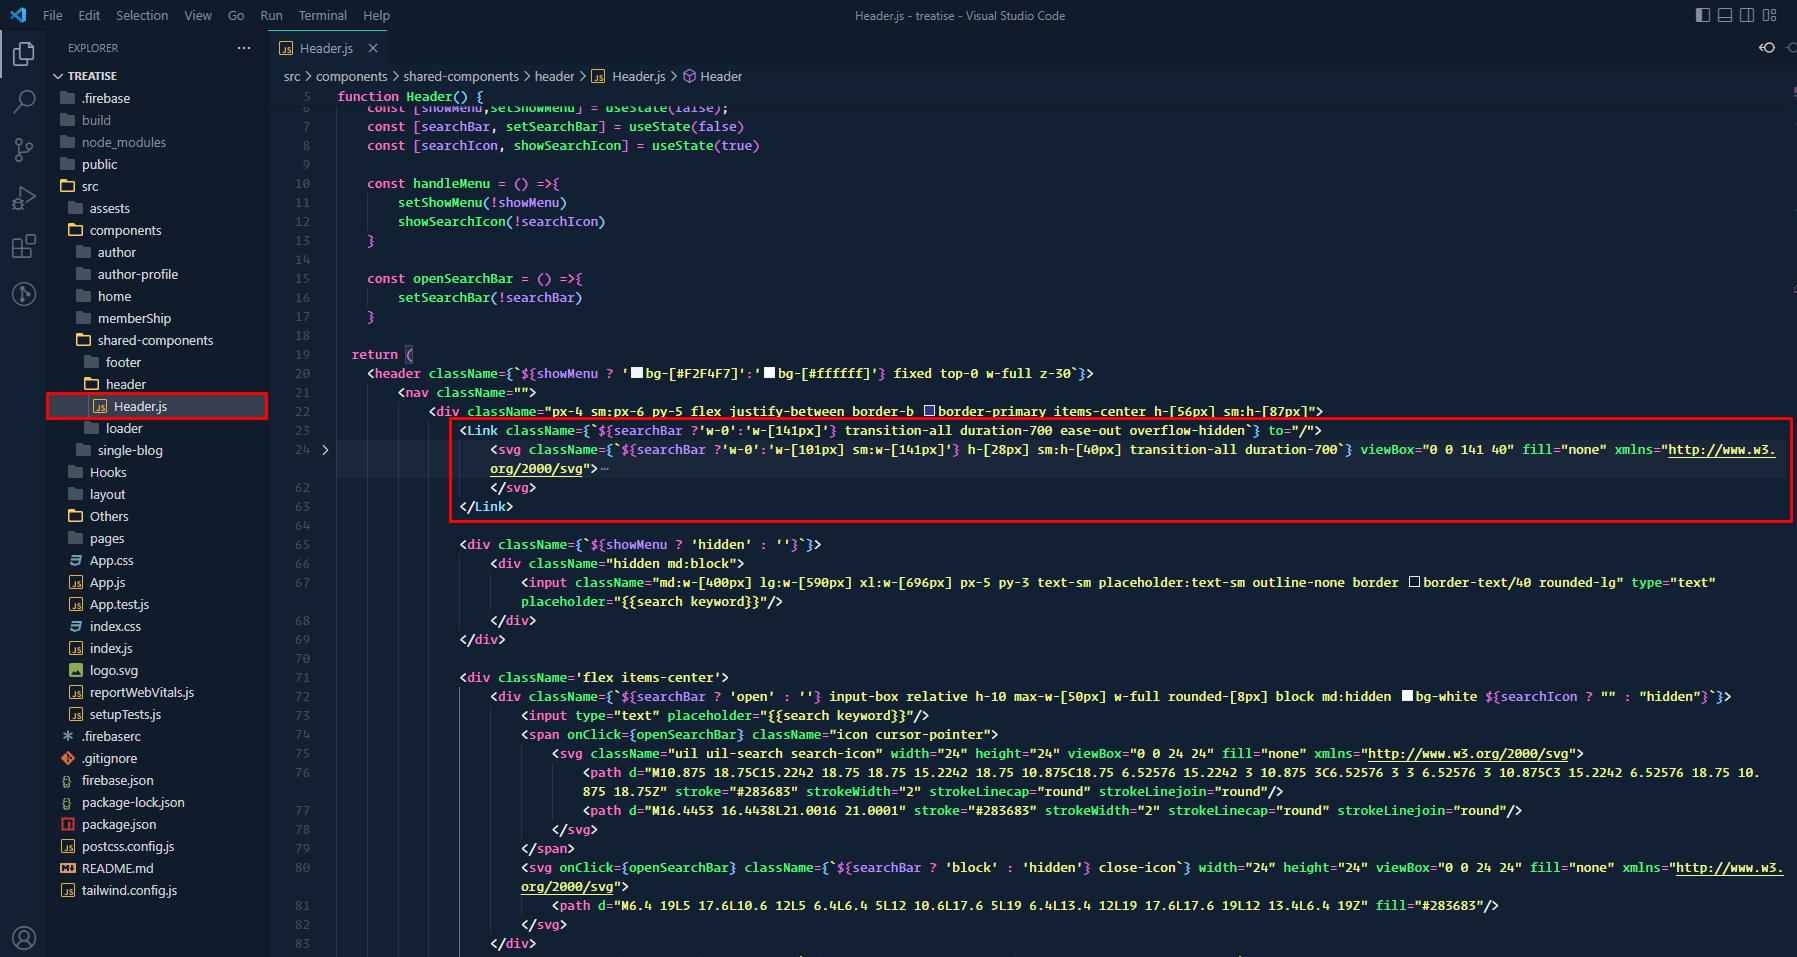 File Edit Selection View Go Run Terminal Help
Header.js - treatise - Visual Studio Code
EXPLORER ···
TREATISE
.firebase
build
node_modules
public
src
assests
components
author
author-profile
home
memberShip
shared-components
footer
header
JS Header.js
loader
single-blog
Hooks
layout
Others
pages
App.css
JS App.js
JS App.test.js
index.css
JS index.js
logo.svg
JS reportWebVitals.js
JS setupTests.js
.firebaserc
.gitignore
{} firebase.json
{} package-lock.json
package.json
JS postcss.config.js
README.md
JS tailwind.config.js
JS Header.js
src > components > shared-components > header > JS Header.js > Header
5 function Header() {
6 const [showMenu,setShowMenu] = useState(false);
7 const [searchBar, setSearchBar] = useState(false)
8 const [searchIcon, showSearchIcon] = useState(true)
9
10 const handleMenu = () =>{
11 setShowMenu(!showMenu)
12 showSearchIcon(!searchIcon)
13 }
14
15 const openSearchBar = () =>{
16 setSearchBar(!searchBar)
17 }
18
19 return (
20 <header className={`${showMenu ? 'bg-[#F2F4F7]':'bg-[#ffffff]'} fixed top-0 w-full z-30`}>
21 <nav className="">
22 <div className="px-4 sm:px-6 py-5 flex justify-between border-b border-primary items-center h-[56px] sm:h-[87px]">
23 <Link className={`${searchBar ?'w-0':'w-[141px]'} transition-all duration-700 ease-out overflow-hidden`} to="/">
24 <svg className={`${searchBar ?'w-0':'w-[101px] sm:w-[141px]'} h-[28px] sm:h-[40px] transition-all duration-700`} viewBox="0 0 141 40" fill="none" xmlns="http://www.w3.
org/2000/svg">···
62 </svg>
63 </Link>
64
65 <div className={`${showMenu ? 'hidden' : ''}`}>
66 <div className="hidden md:block">
67 <input className="md:w-[400px] lg:w-[590px] xl:w-[696px] px-5 py-3 text-sm placeholder:text-sm outline-none border border-text/40 rounded-lg" type="text"
placeholder="{{search keyword}}"/>
68 </div>
69 </div>
70
71 <div className='flex items-center'>
72 <div className={`${searchBar ? 'open' : ''} input-box relative h-10 max-w-[50px] w-full rounded-[8px] block md:hidden bg-white ${searchIcon ? "" : "hidden"}`}>
73 <input type="text" placeholder="{{search keyword}}"/>
74 <span onClick={openSearchBar} className="icon cursor-pointer">
75 <svg className="uil uil-search search-icon" width="24" height="24" viewBox="0 0 24 24" fill="none" xmlns="http://www.w3.org/2000/svg">
76 <path d="M10.875 18.75C15.2242 18.75 18.75 15.2242 18.75 10.875C18.75 6.52576 15.2242 3 10.875 3C6.52576 3 3 6.52576 3 10.875C3 15.2242 6.52576 18.75 10.
875 18.75Z" stroke="#283683" strokeWidth="2" strokeLinecap="round" strokeLinejoin="round"/>
77 <path d="M16.4453 16.4438L21.0016 21.0001" stroke="#283683" strokeWidth="2" strokeLinecap="round" strokeLinejoin="round"/>
78 </svg>
79 </span>
80 <svg onClick={openSearchBar} className={`${searchBar ? 'block' : 'hidden'} close-icon`} width="24" height="24" viewBox="0 0 24 24" fill="none" xmlns="http://www.w3.
org/2000/svg">
81 <path d="M6.4 19L5 17.6L10.6 12L5 6.4L6.4 5L12 10.6L17.6 5L19 6.4L13.4 12L19 17.6L17.6 19L12 13.4L6.4 19Z" fill="#283683"/>
82 </svg>
83 </div>